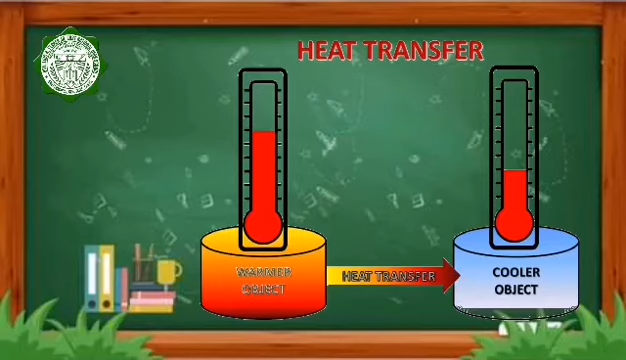 HEAT TRANSFER
WARMER
OBJECT
HEAT TRANSFER
COOLER
OBJECT